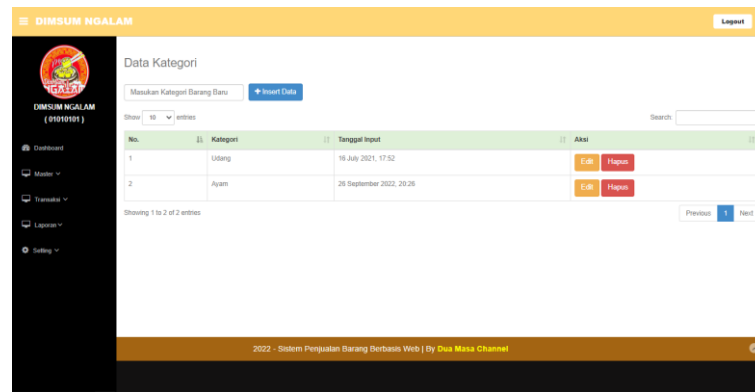 DIMSUM NGALAM
Logout
NGALAM
DIMSUM NGALAM
( 01010101 )
Dashboard
Master
Transaksi
Laporan
Setting
Data Kategori
Masukan Kategori Barang Baru
+ Insert Data
Show 10 entries
Search:
No. Kategori Tanggal Input Aksi
1 Udang 16 July 2021, 17:52 Edit Hapus
2 Ayam 26 September 2022, 20:26 Edit Hapus
Showing 1 to 2 of 2 entries
Previous 1 Next
2022 - Sistem Penjualan Barang Berbasis Web | By Dua Masa Channel